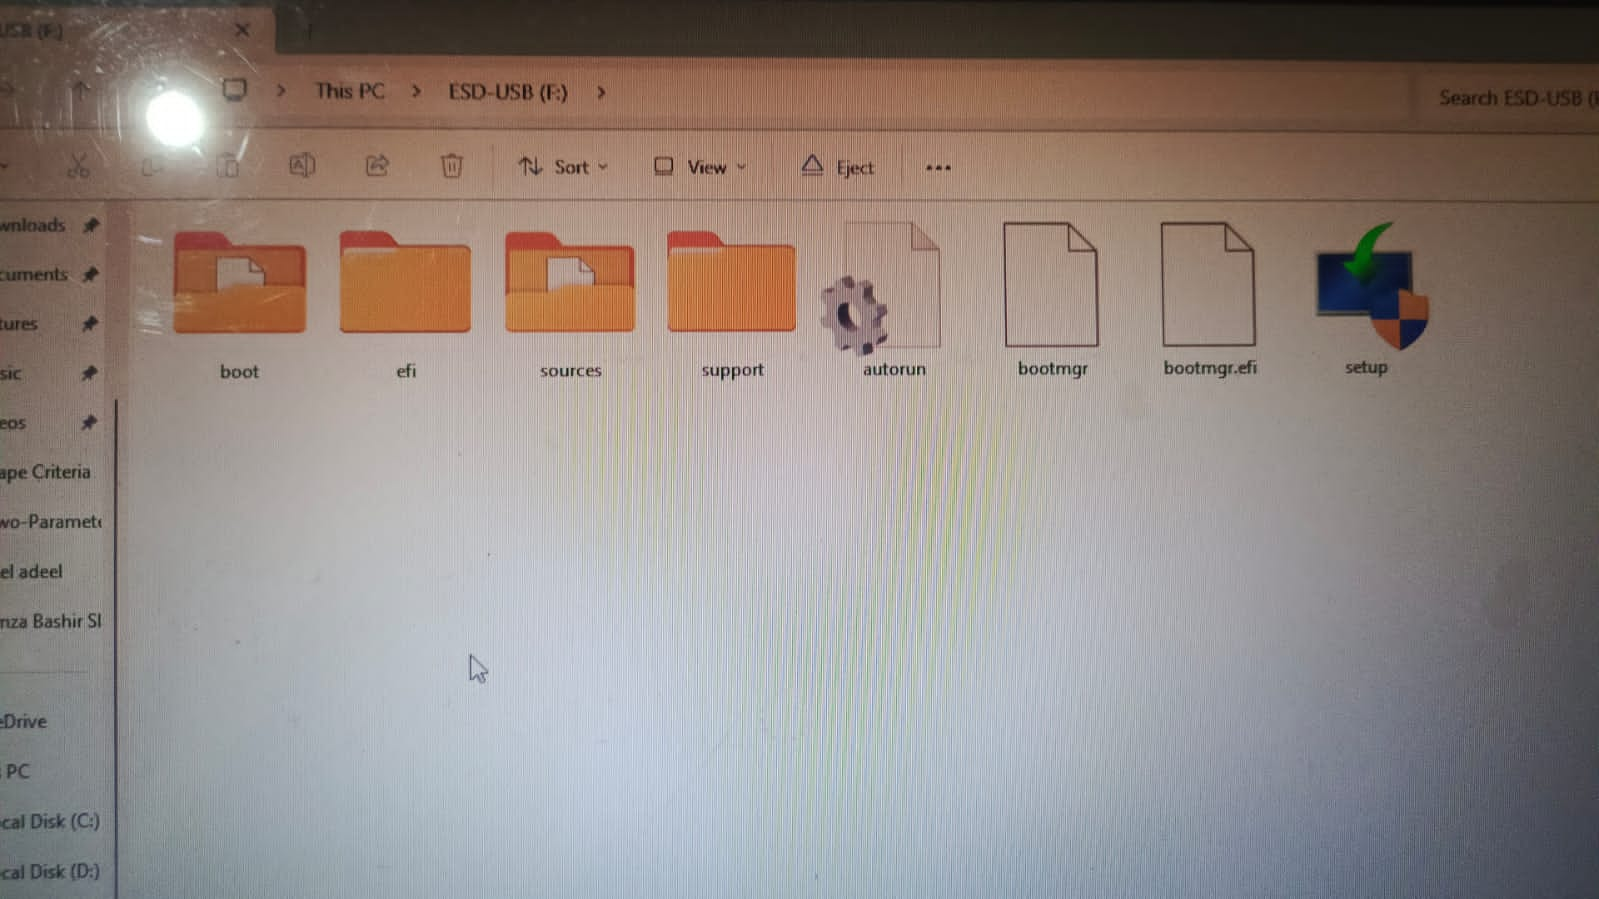 USB (F:)
This PC > ESD-USB (F:) >
Search ESD-USB (
Sort
View
Eject
wnloads
cuments
tures
sic
eos
ape Criteria
wo-Paramet
el adeel
nza Bashir Sl
eDrive
PC
cal Disk (C:)
cal Disk (D:)
boot
efi
sources
support
autorun
bootmgr
bootmgr.efi
setup